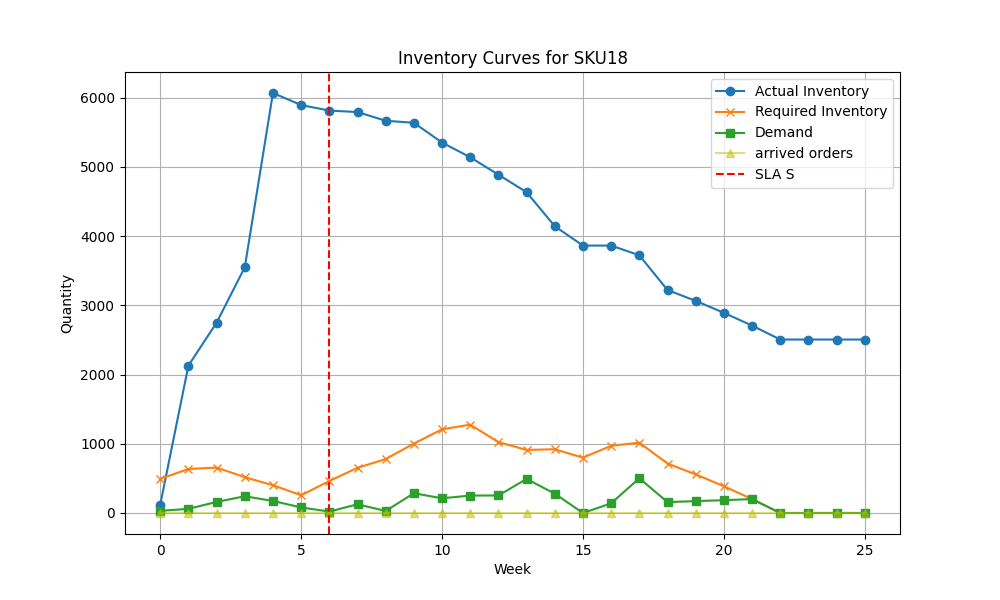 Inventory Curves for SKU18
Actual Inventory
Required Inventory
Demand
arrived orders
SLA S
Quantity
6000
5000
4000
3000
2000
1000
0
0 5 10 15 20 25
Week